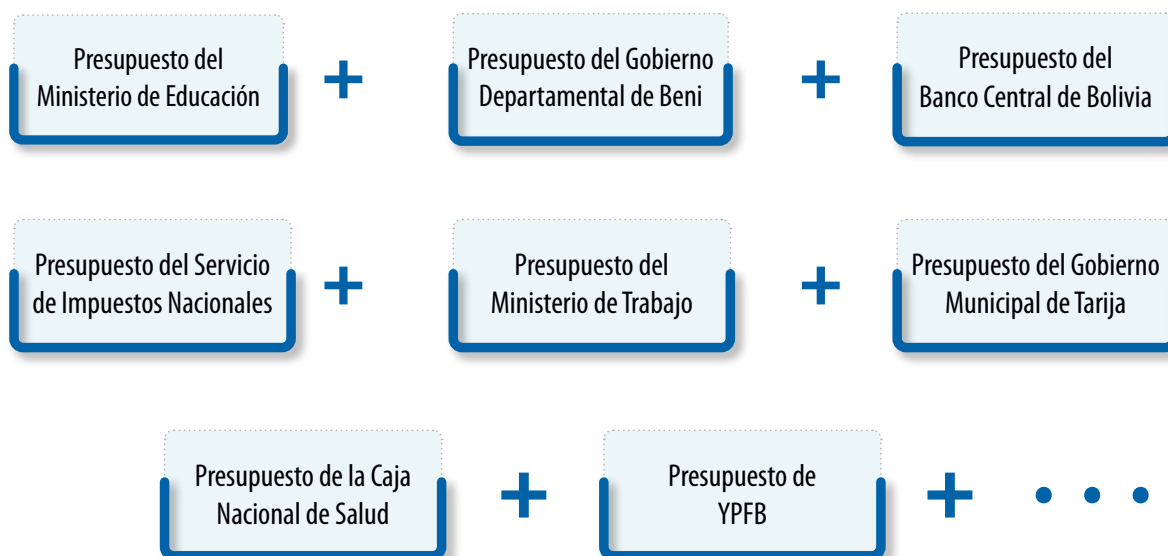 Presupuesto del
Ministerio de Educación
+
Presupuesto del Gobierno
Departamental de Beni
+
Presupuesto del
Banco Central de Bolivia
Presupuesto del Servicio
de Impuestos Nacionales
+
Presupuesto del
Ministerio de Trabajo
+
Presupuesto del Gobierno
Municipal de Tarija
Presupuesto de la Caja
Nacional de Salud
+
Presupuesto de
YPFB
+ • • •